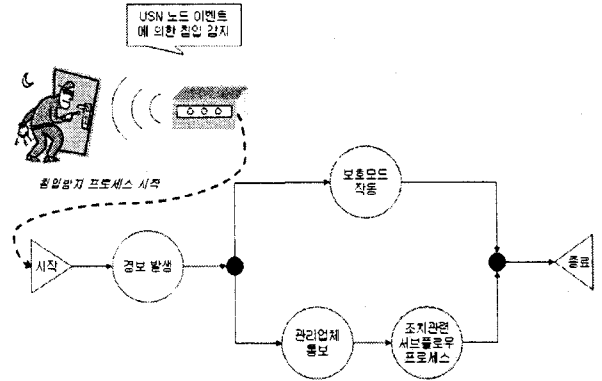 USN 노드 이벤트
에 의한 침입 감지
침입방지 프로세스 시작
보호모드
작동
시작
경보 발생
종료
관리업체
통보
조치관련
서브플로우
프로세스